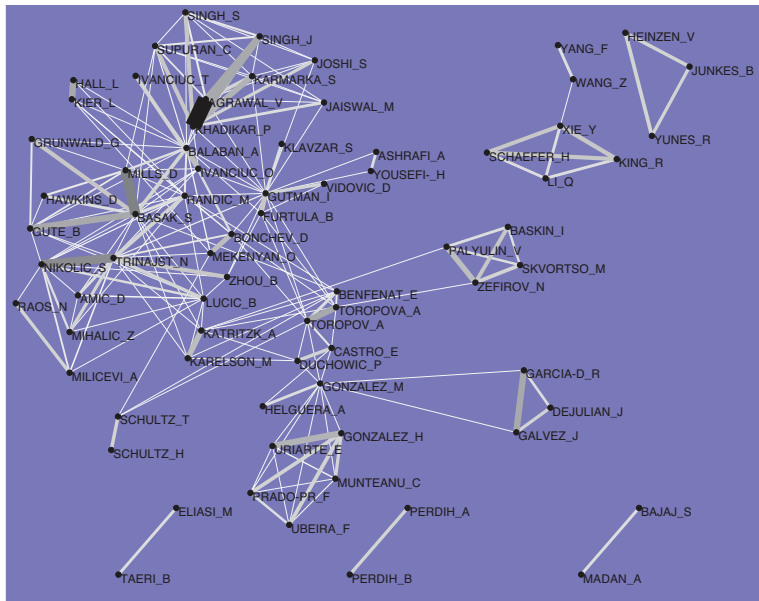 SINGH_S
SINGH_J
SUPURAN_C
JOSHI_S
IVANCIUC_T
KARMARKA_S
HALL_L
KIER_L
AGRAWAL_V
JAISWAL_M
KHADIKAR_P
GRUNWALD_G
BALABAN_A
KLAVZAR_S
ASHRAFI_A
MILLS_D
IVANCIUC_O
YOUSEFI-_H
VIDOVIC_D
HAWKINS_D
HANDIC_M
GUTMAN_I
BASAK_S
FURTULA_B
GUTE_B
BONCHEV_D
MEKENYAN_O
NIKOLIC_S
TRINAJST_N
ZHOU_B
RAOS_N
AMIC_D
LUCIC_B
BENFENAT_E
TOROPOVA_A
TOROPOV_A
MIHALIC_Z
KATRITZK_A
CASTRO_E
KARELSON_M
DUCHOWIC_P
MILICEVI_A
GONZALEZ_M
HELGUERA_A
SCHULTZ_T
SCHULTZ_H
GONZALEZ_H
URIARTE_E
MUNTEANU_C
PRADO-PR_F
UBEIRA_F
YANG_F
WANG_Z
XIE_Y
SCHAEFER_H
KING_R
LI_Q
HEINZEN_V
JUNKES_B
YUNES_R
BASKIN_I
PALYULIN_V
SKVORTSO_M
ZEFIROV_N
GARCIA-D_R
DEJULIAN_J
GALVEZ_J
ELIASI_M
TAERI_B
PERDIH_A
PERDIH_B
BAJAJ_S
MADAN_A